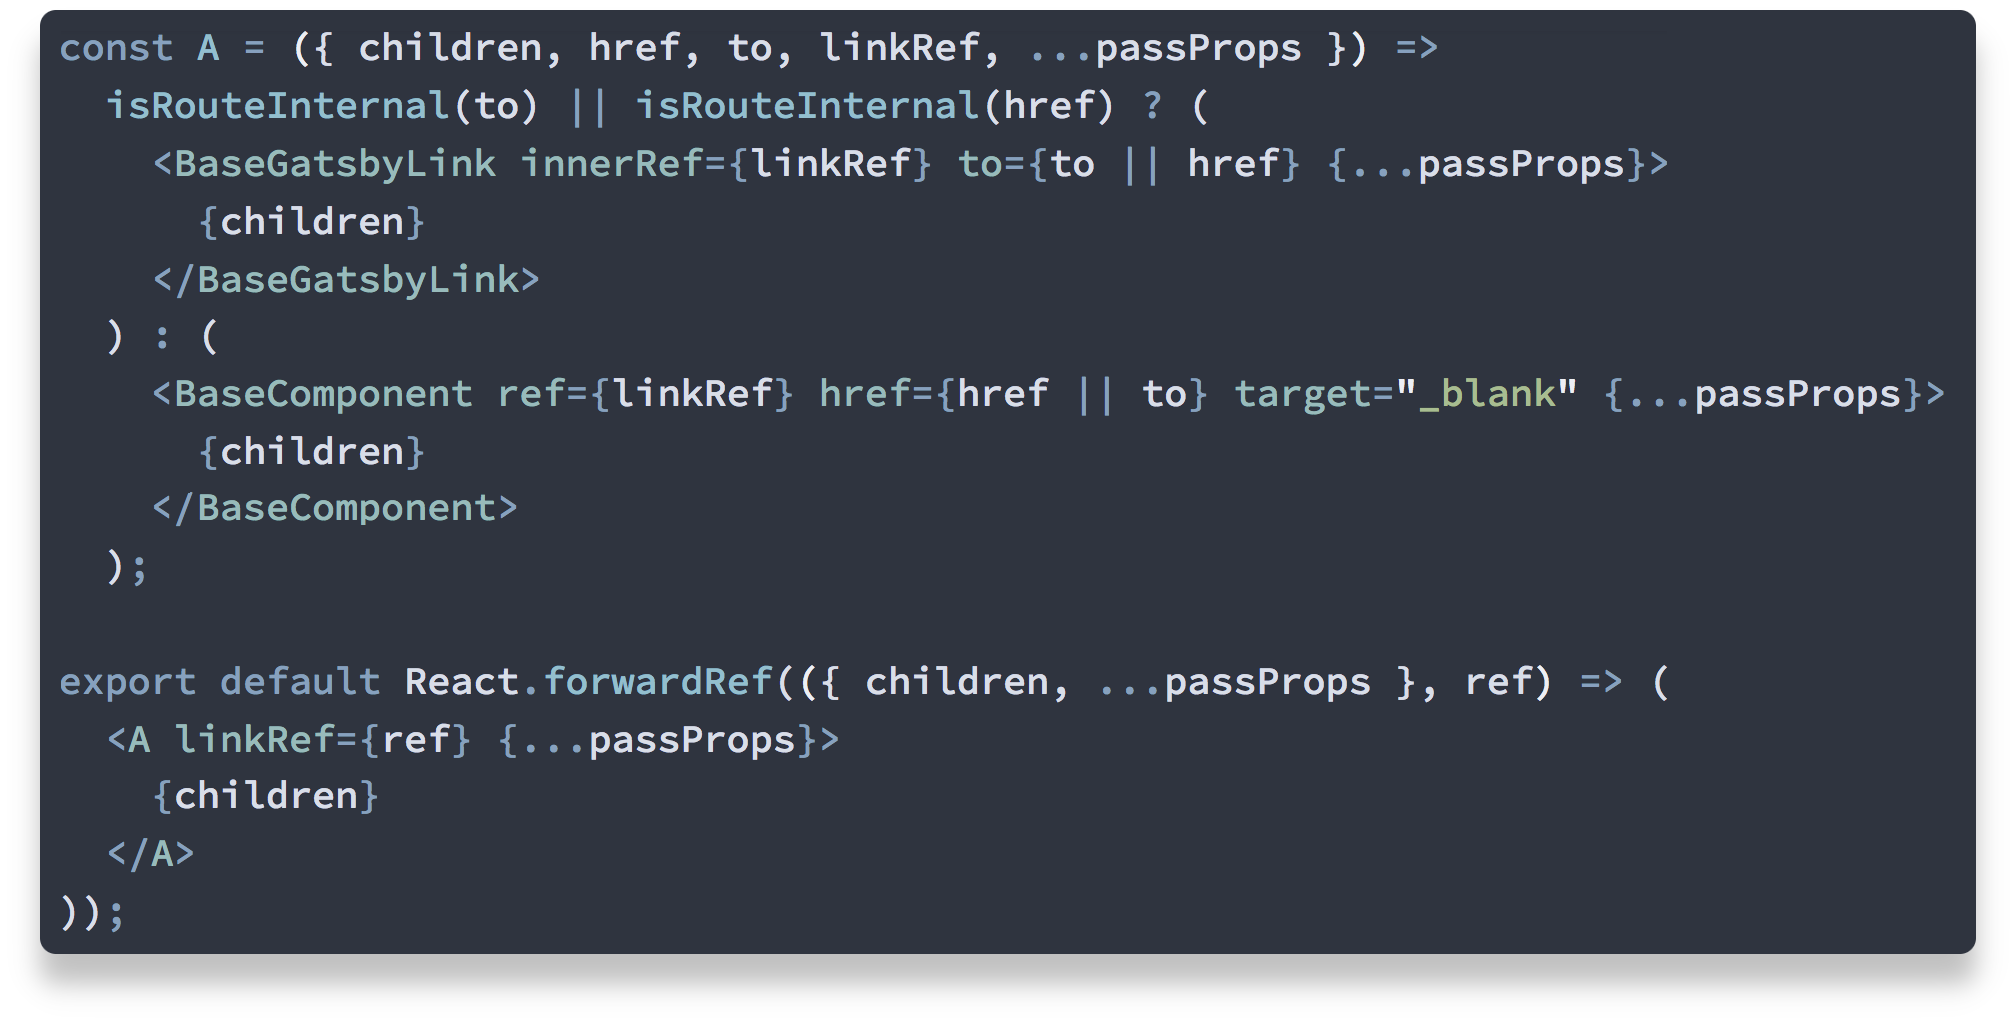 const A = ({ children, href, to, linkRef, ...passProps }) =>
  isRouteInternal(to) || isRouteInternal(href) ? (
    <BaseGatsbyLink innerRef={linkRef} to={to || href} {...passProps}>
      {children}
    </BaseGatsbyLink>
  ) : (
    <BaseComponent ref={linkRef} href={href || to} target="_blank" {...passProps}>
      {children}
    </BaseComponent>
  );

export default React.forwardRef(({ children, ...passProps }, ref) => (
  <A linkRef={ref} {...passProps}>
    {children}
  </A>
));